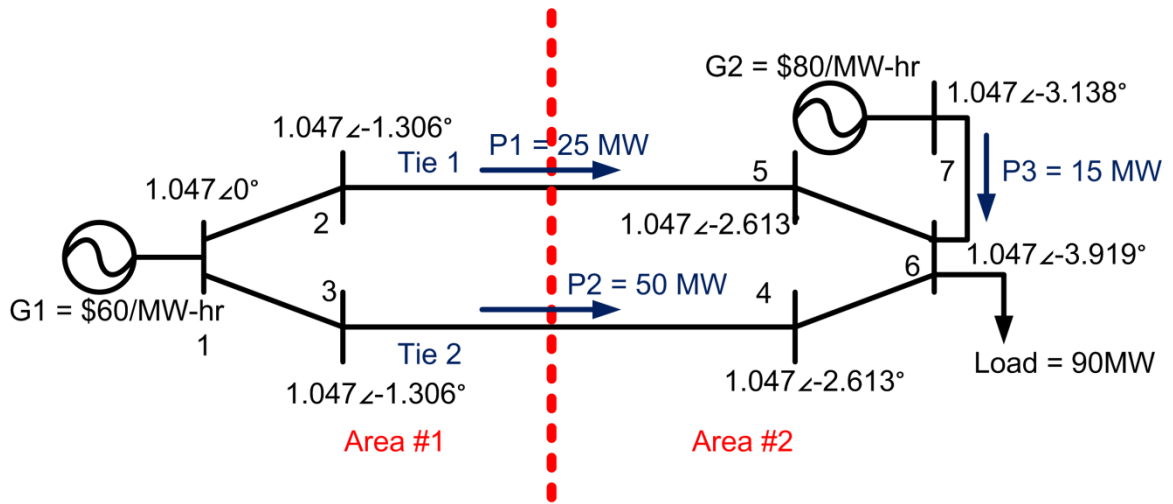 G2 = $80/MW-hr
1.047∠-3.138°
1.047∠-1.306°
P1 = 25 MW
Tie 1
5
7
P3 = 15 MW
1.047∠0°
2
1.047∠-2.613°
1.047∠-3.919°
6
3
P2 = 50 MW
4
G1 = $60/MW-hr
1
Tie 2
Load = 90MW
1.047∠-1.306°
1.047∠-2.613°
Area #1
Area #2